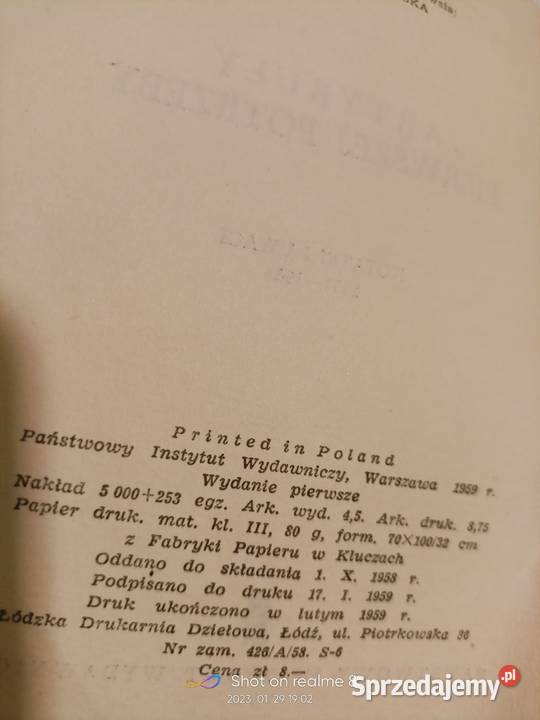 SKA
Printed in Poland
Państwowy Instytut Wydawniczy, Warszawa 1959 r.
Wydanie pierwsze
Nakład 5 000+253 egz. Ark. wyd. 4,5. Ark. druk. 8,75
Papier druk. mat. kl. III, 80 g, form. 70×100/32 cm
z Fabryki Papieru w Kluczach
Oddano do składania 1. X. 1958 r.
Podpisano do druku 17. I. 1959 r.
Druk ukończono w lutym 1959 r.
Łódzka Drukarnia Dziełowa, Łódź, ul. Piotrkowska 86
Nr zam. 426/A/58. S-6
Cena zł 8.—
Shot on realme 8
2023.01.29 19:02
Sprzedajemy.pl